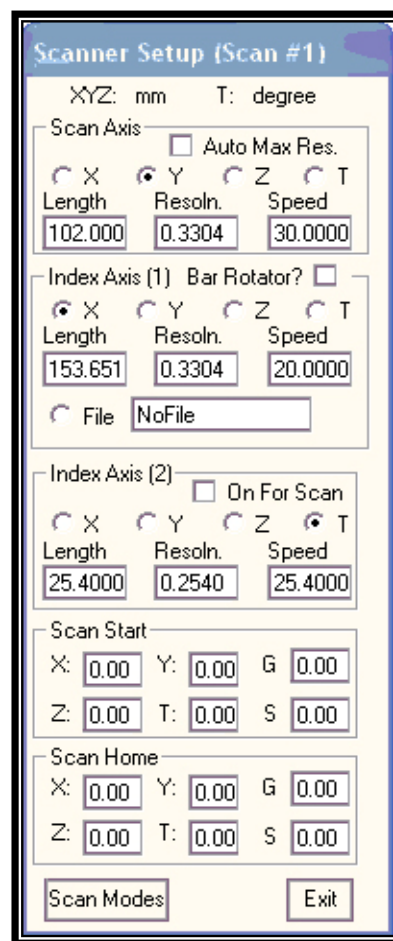 Scanner Setup (Scan #1)
XYZ: mm T: degree
Scan Axis
Auto Max Res.
X Y Z T
Length Resoln. Speed
102.000 0.3304 30.0000
Index Axis (1) Bar Rotator?
X Y Z T
Length Resoln. Speed
153.651 0.3304 20.0000
File NoFile
Index Axis (2)
On For Scan
X Y Z T
Length Resoln. Speed
25.4000 0.2540 25.4000
Scan Start
X: 0.00 Y: 0.00 G 0.00
Z: 0.00 T: 0.00 S 0.00
Scan Home
X: 0.00 Y: 0.00 G 0.00
Z: 0.00 T: 0.00 S 0.00
Scan Modes Exit